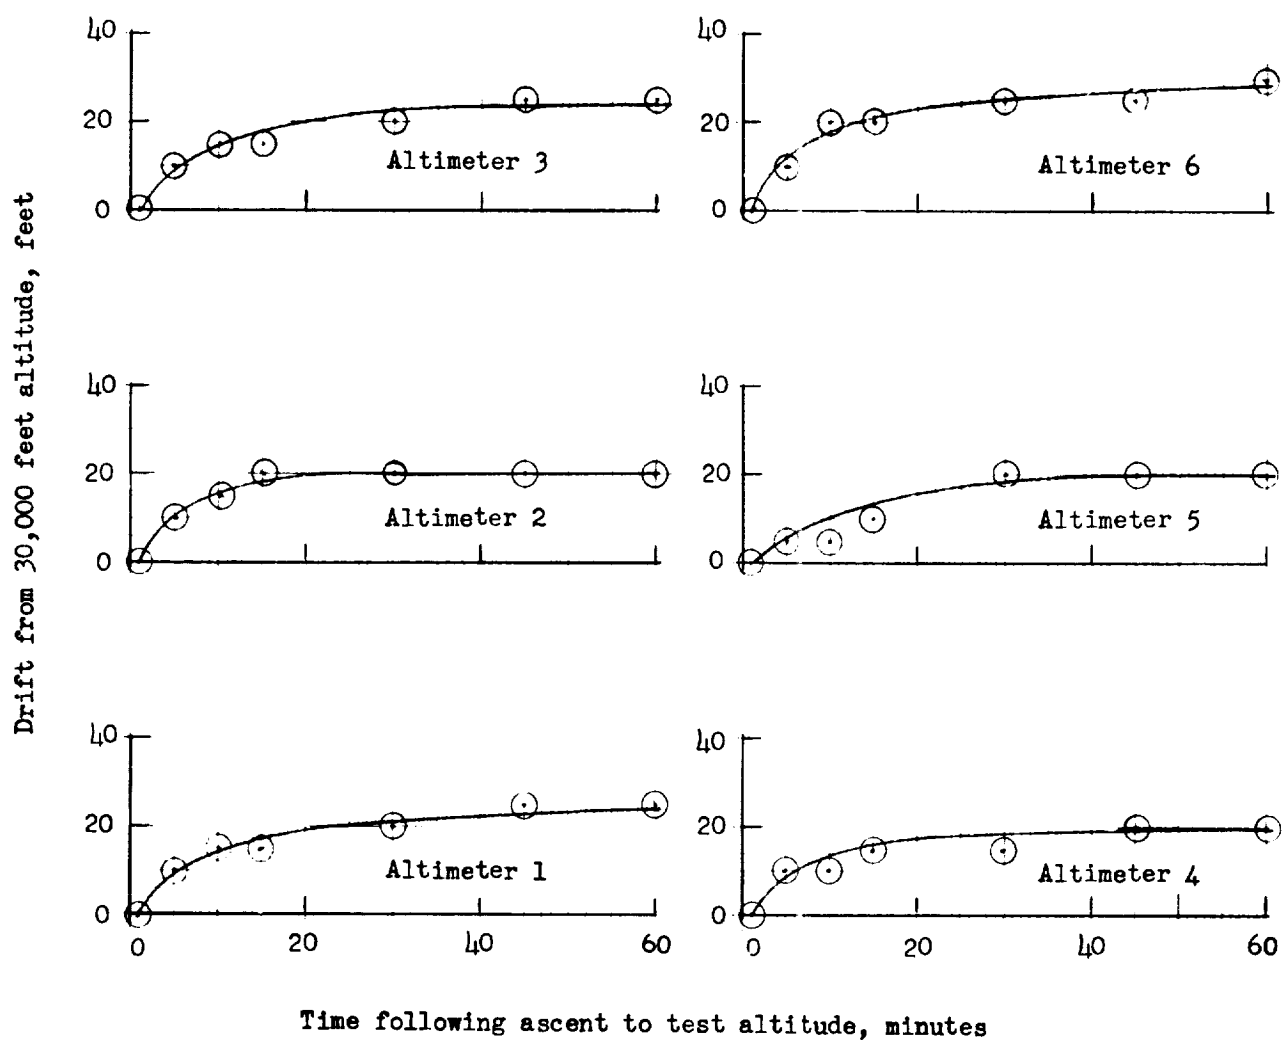 Drift from 30,000 feet altitude, feet
40
20
0
Altimeter 3
40
20
0
Altimeter 6
40
20
0
Altimeter 2
40
20
0
Altimeter 5
40
20
0
Altimeter 1
0 20 40 60
40
20
0
Altimeter 4
0 20 40 60
Time following ascent to test altitude, minutes